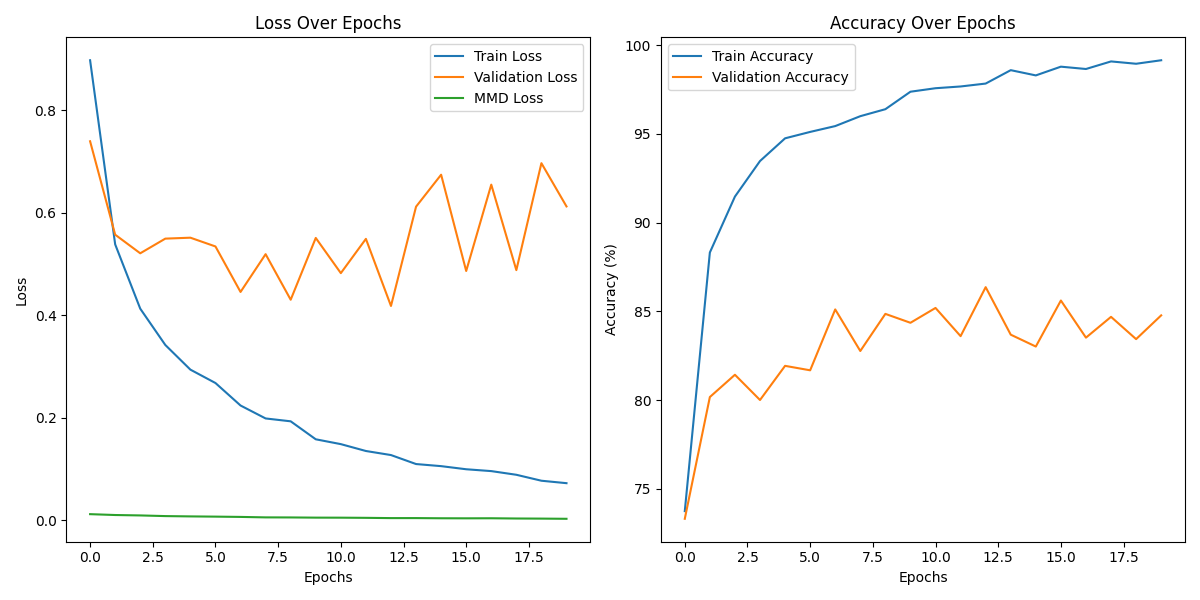 Loss Over Epochs
Train Loss
Validation Loss
MMD Loss
0.8
0.6
0.4
0.2
0.0
Loss
0.0 2.5 5.0 7.5 10.0 12.5 15.0 17.5
Epochs
Accuracy Over Epochs
Train Accuracy
Validation Accuracy
100
95
90
85
80
75
Accuracy (%)
0.0 2.5 5.0 7.5 10.0 12.5 15.0 17.5
Epochs